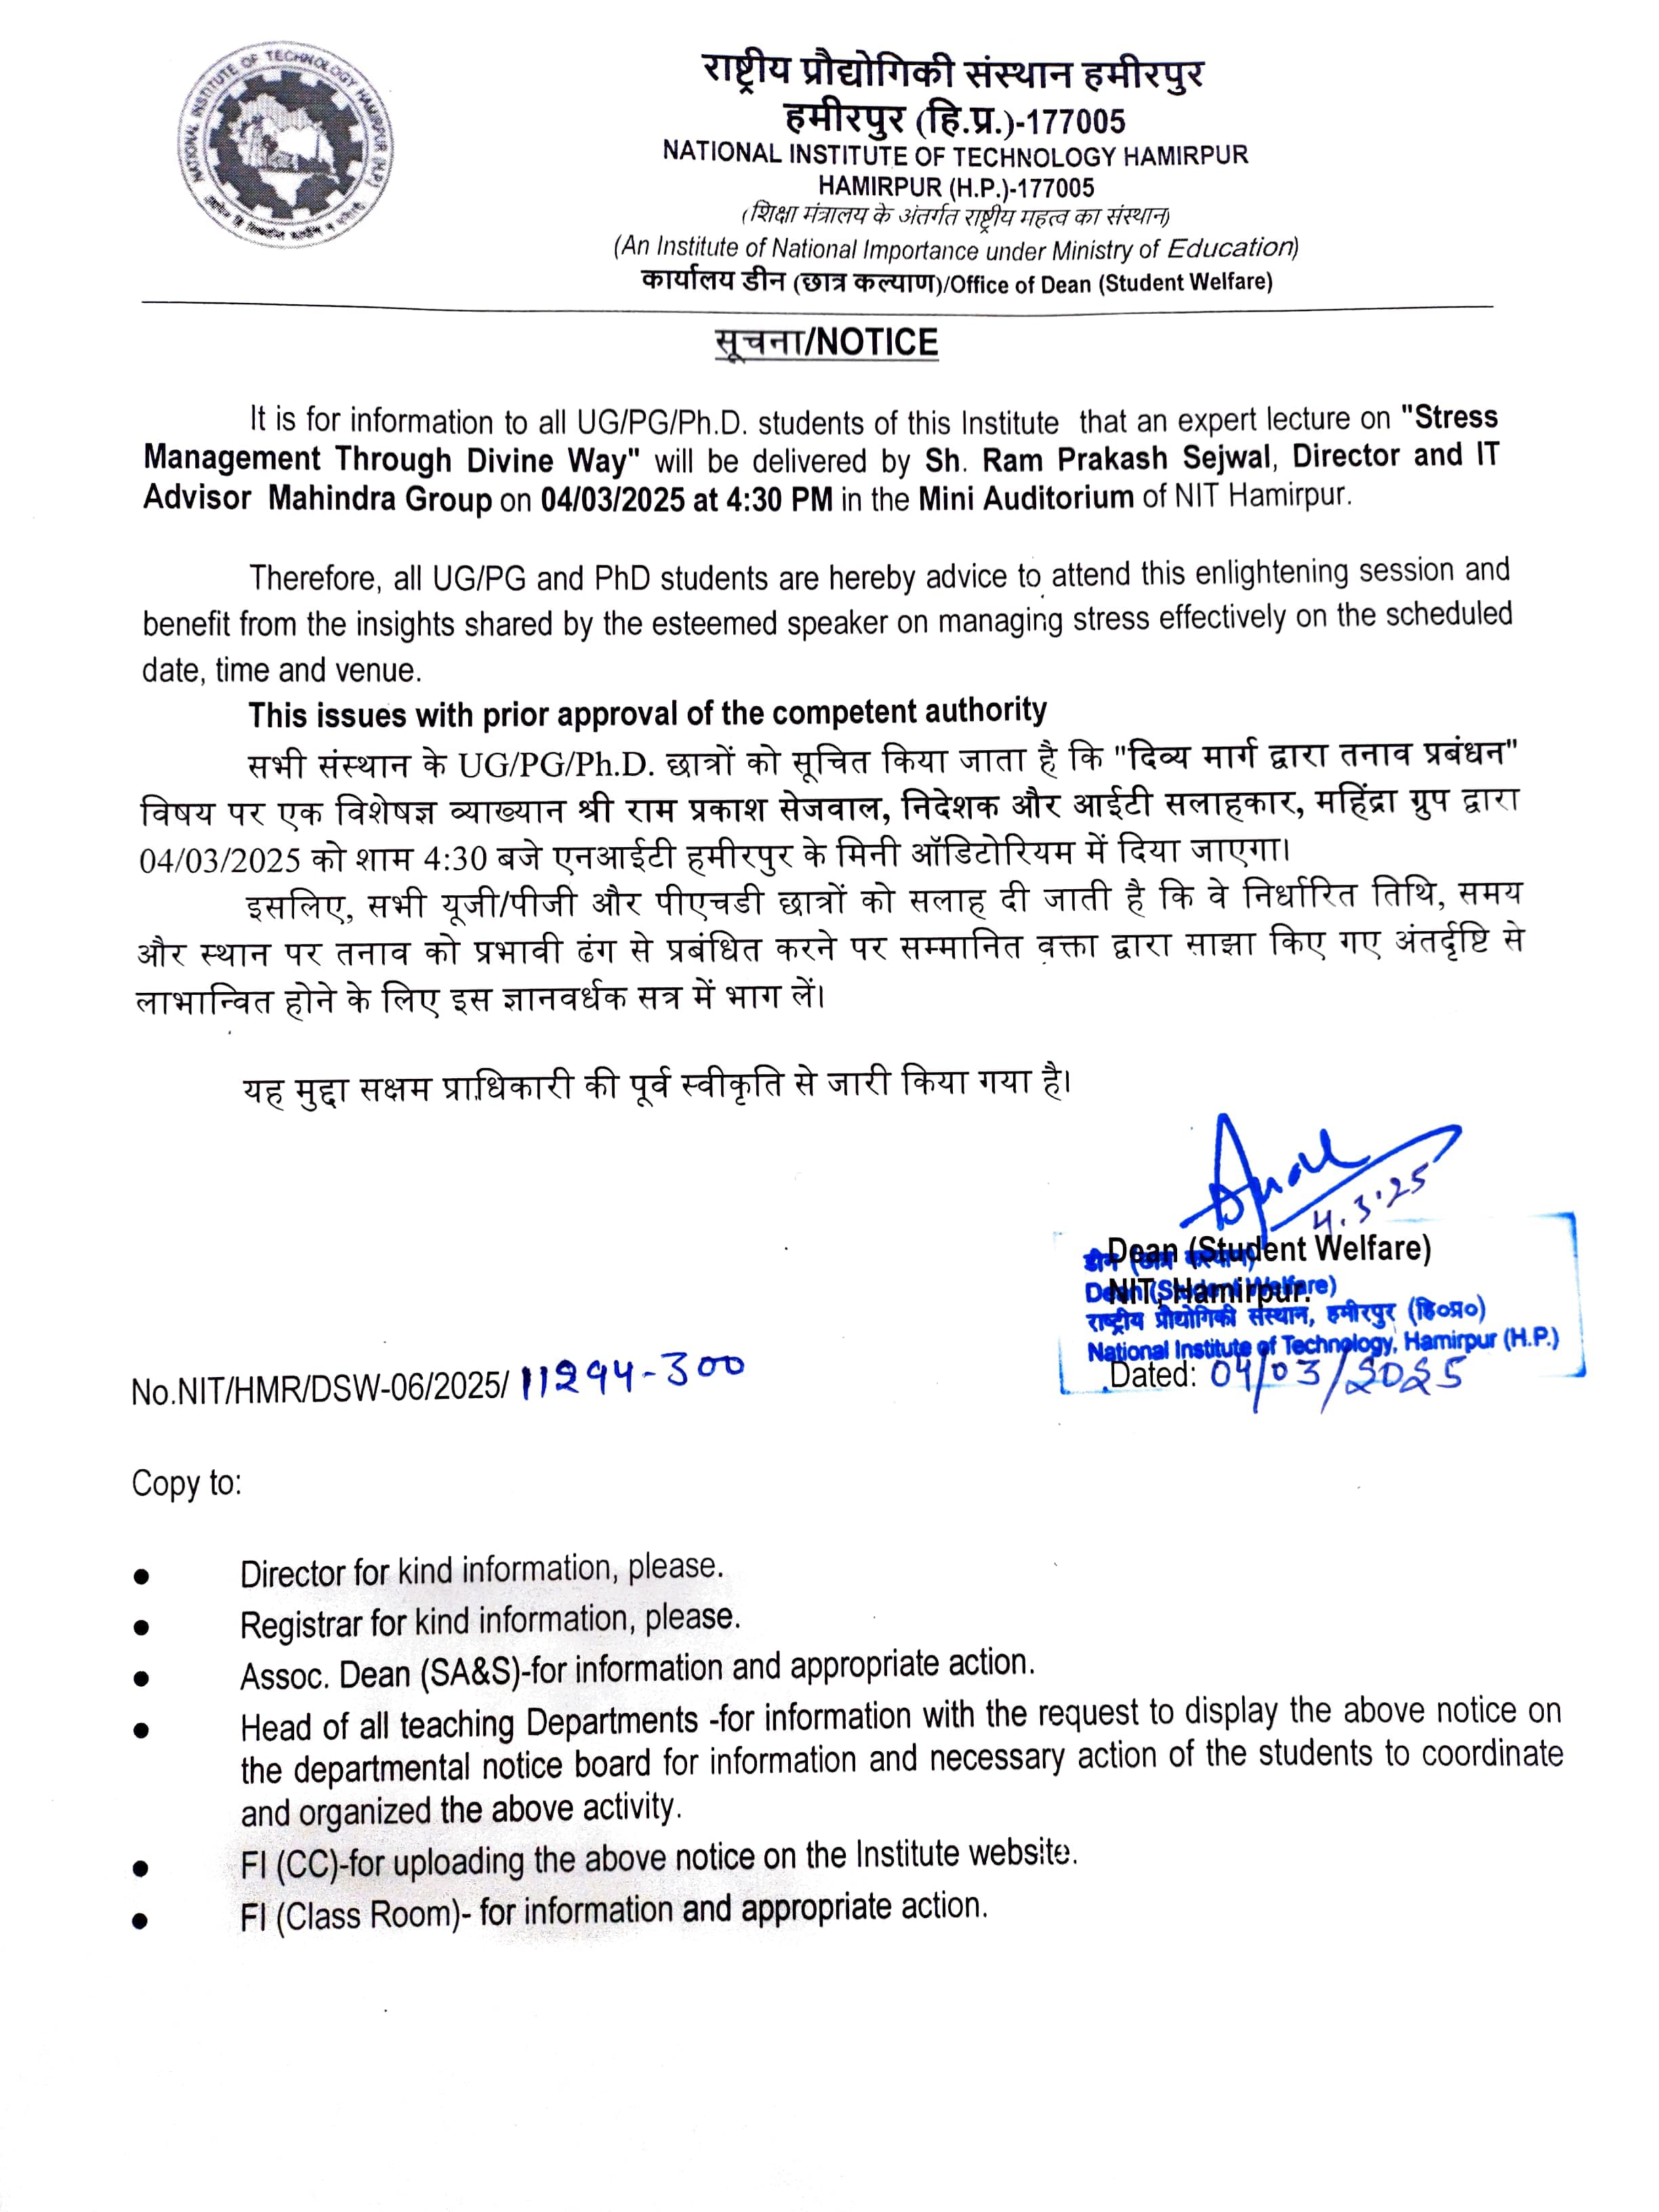 NATIONAL INSTITUTE OF TECHNOLOGY HAMIRPUR (H.P.)
राष्ट्रीय प्रौद्योगिकी संस्थान हमीरपुर
हमीरपुर (हि.प्र.)-177005
NATIONAL INSTITUTE OF TECHNOLOGY HAMIRPUR
HAMIRPUR (H.P.)-177005
(शिक्षा मंत्रालय के अंतर्गत राष्ट्रीय महत्व का संस्थान)
(An Institute of National Importance under Ministry of Education)
कार्यालय डीन (छात्र कल्याण)/Office of Dean (Student Welfare)
सूचना/NOTICE
It is for information to all UG/PG/Ph.D. students of this Institute that an expert lecture on "Stress
Management Through Divine Way" will be delivered by Sh. Ram Prakash Sejwal, Director and IT
Advisor Mahindra Group on 04/03/2025 at 4:30 PM in the Mini Auditorium of NIT Hamirpur.
Therefore, all UG/PG and PhD students are hereby advice to attend this enlightening session and
benefit from the insights shared by the esteemed speaker on managing stress effectively on the scheduled
date, time and venue.
This issues with prior approval of the competent authority
सभी संस्थान के UG/PG/Ph.D. छात्रों को सूचित किया जाता है कि "दिव्य मार्ग द्वारा तनाव प्रबंधन"
विषय पर एक विशेषज्ञ व्याख्यान श्री राम प्रकाश सेजवाल, निदेशक और आईटी सलाहकार, महिंद्रा ग्रुप द्वारा
04/03/2025 को शाम 4:30 बजे एनआईटी हमीरपुर के मिनी ऑडिटोरियम में दिया जाएगा।
इसलिए, सभी यूजी/पीजी और पीएचडी छात्रों को सलाह दी जाती है कि वे निर्धारित तिथि, समय
और स्थान पर तनाव को प्रभावी ढंग से प्रबंधित करने पर सम्मानित वक्ता द्वारा साझा किए गए अंतर्दृष्टि से
लाभान्वित होने के लिए इस ज्ञानवर्धक सत्र में भाग लें।
यह मुद्दा सक्षम प्राधिकारी की पूर्व स्वीकृति से जारी किया गया है।
4.3.25
Dean (Student Welfare)
डीन (छात्र कल्याण)
NIT, Hamirpur.
Dean (Student Welfare)
राष्ट्रीय प्रौद्योगिकी संस्थान, हमीरपुर (हि०प्र०)
National Institute of Technology, Hamirpur (H.P.)
No.NIT/HMR/DSW-06/2025/ 11294-300
Dated: 04/03/2025
Copy to:
● Director for kind information, please.
● Registrar for kind information, please.
● Assoc. Dean (SA&S)-for information and appropriate action.
● Head of all teaching Departments -for information with the request to display the above notice on
the departmental notice board for information and necessary action of the students to coordinate
and organized the above activity.
● FI (CC)-for uploading the above notice on the Institute website.
● FI (Class Room)- for information and appropriate action.